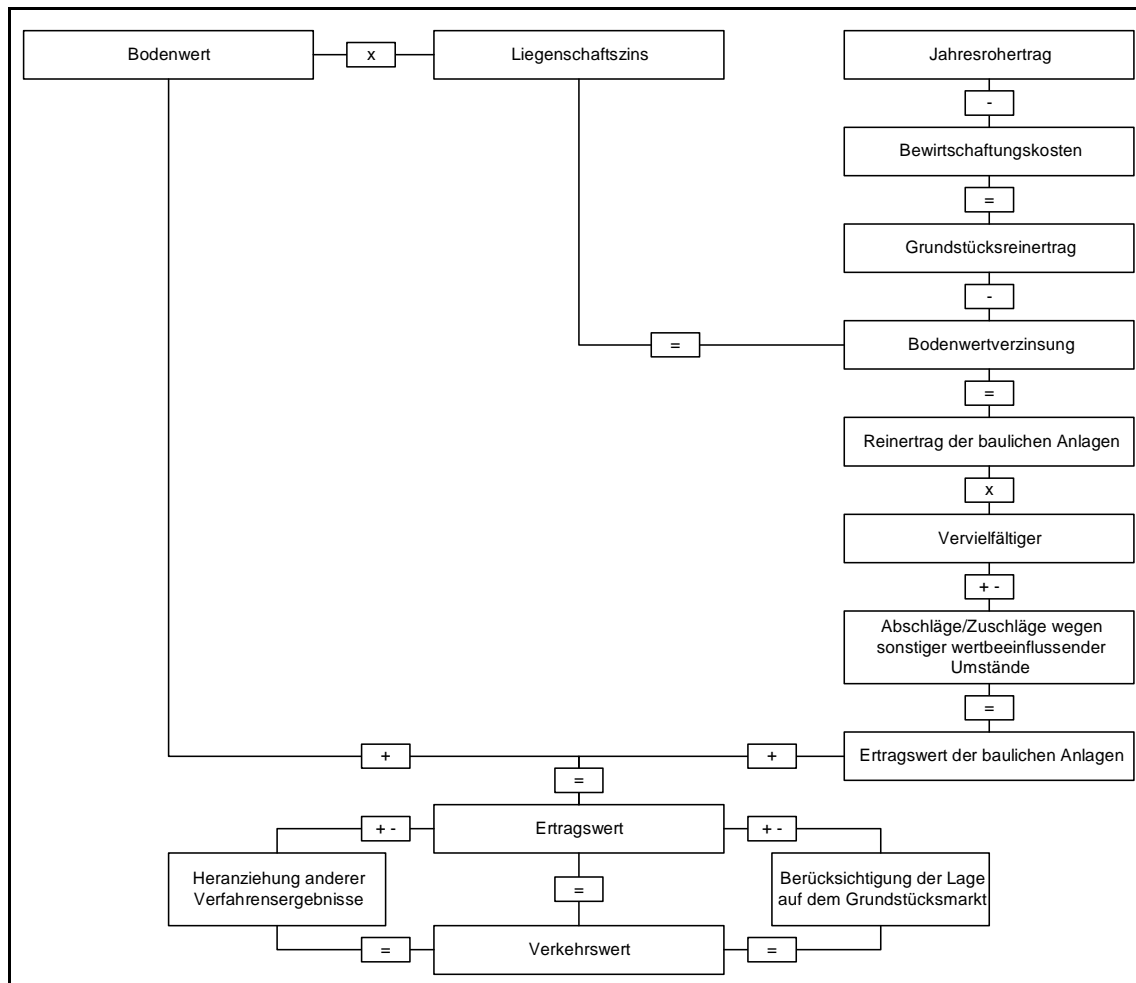 Bodenwert
x
Liegenschaftszins
Jahresrohertrag
-
Bewirtschaftungskosten
=
Grundstücksreinertrag
-
=
Bodenwertverzinsung
=
Reinertrag der baulichen Anlagen
x
Vervielfältiger
+ -
Abschläge/Zuschläge wegen
sonstiger wertbeeinflussender
Umstände
=
+
+
Ertragswert der baulichen Anlagen
=
+ -
Ertragswert
+ -
Heranziehung anderer
Verfahrensergebnisse
=
Berücksichtigung der Lage
auf dem Grundstücksmarkt
=
Verkehrswert
=